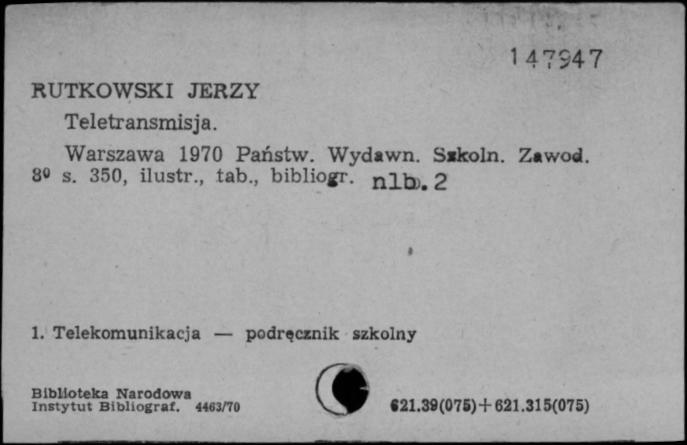 147947
RUTKOWSKI JERZY
Teletransmisja.
Warszawa 1970 Państw. Wydawn. Szkoln. Zawod.
8º s. 350, ilustr., tab., bibliogr. nlb. 2
1. Telekomunikacja — podręcznik szkolny
Biblioteka Narodowa
Instytut Bibliograf. 4463/70
621.39(075)+621.315(075)